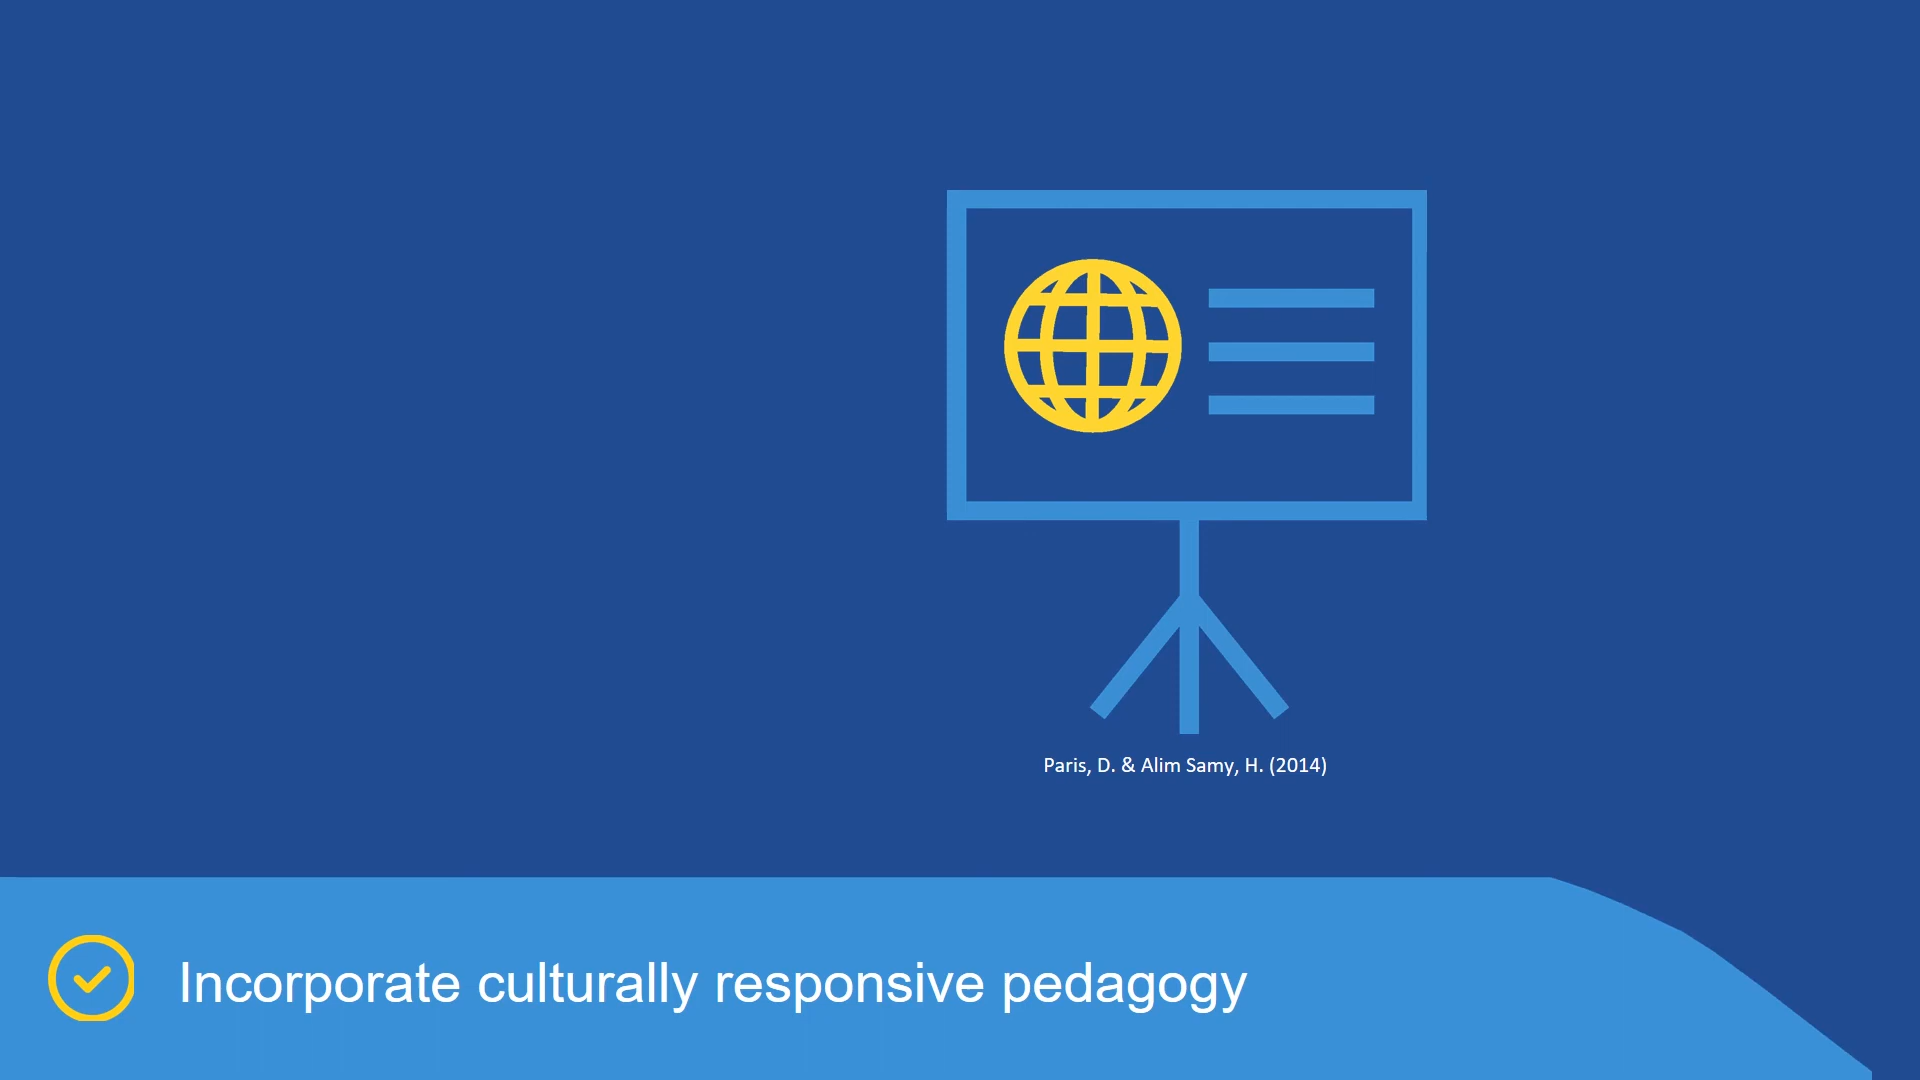 Paris, D. & Alim Samy, H. (2014)
Incorporate culturally responsive pedagogy